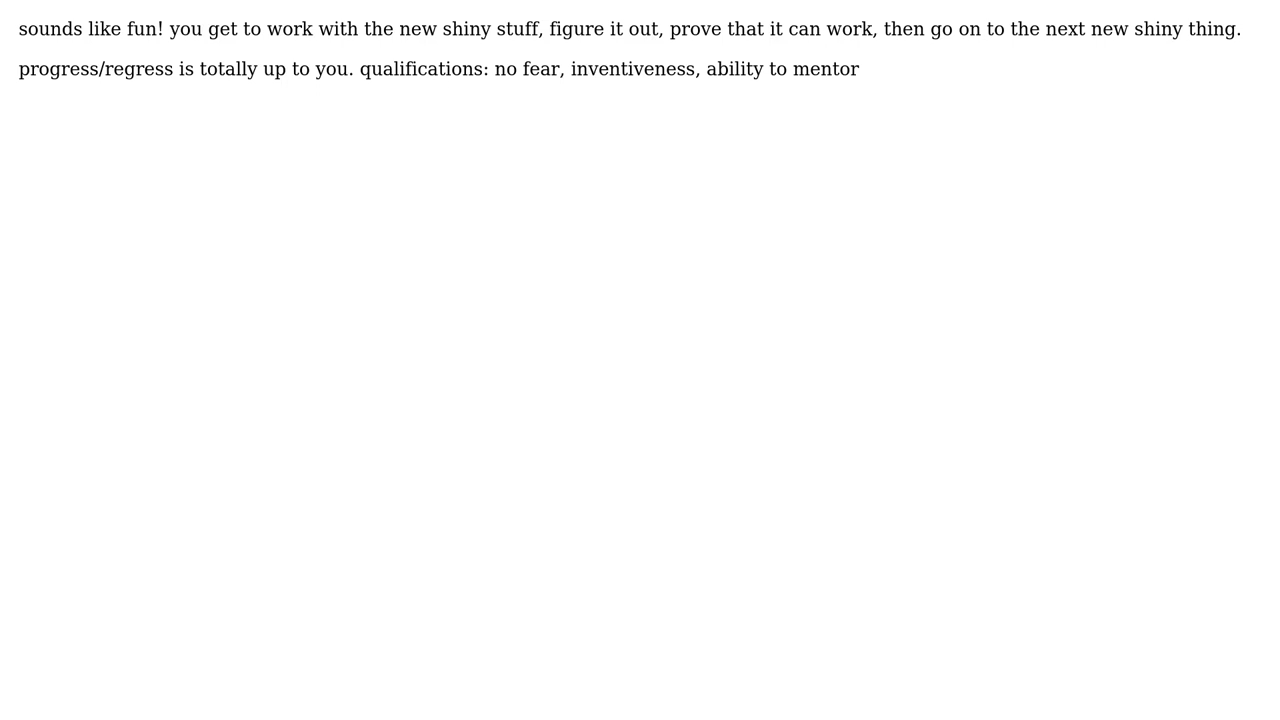 sounds like fun! you get to work with the new shiny stuff, figure it out, prove that it can work, then go on to the next new shiny thing.
progress/regress is totally up to you. qualifications: no fear, inventiveness, ability to mentor